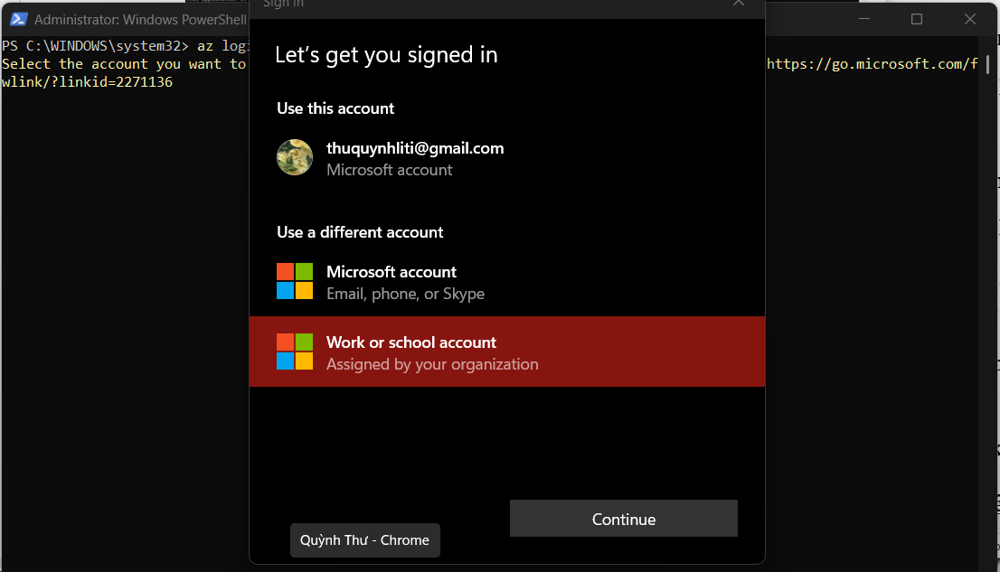 Sign in
Administrator: Windows PowerShell
PS C:\WINDOWS\system32> az logi
Select the account you want to
https://go.microsoft.com/f
wlink/?linkid=2271136
Let’s get you signed in
Use this account
thuquynhliti@gmail.com
Microsoft account
Use a different account
Microsoft account
Email, phone, or Skype
Work or school account
Assigned by your organization
Continue
Quỳnh Thư - Chrome